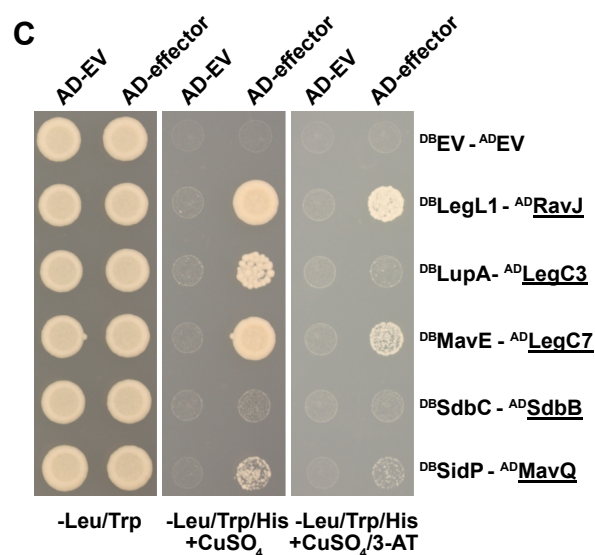 C
AD-EV AD-effector AD-EV AD-effector AD-EV AD-effector
DBEV - ADEV
DBLegL1 - ADRavJ
DBLupA- ADLegC3
DBMavE - ADLegC7
DBSdbC - ADSdbB
DBSidP - ADMavQ
-Leu/Trp -Leu/Trp/His -Leu/Trp/His
+CuSO4 +CuSO4/3-AT